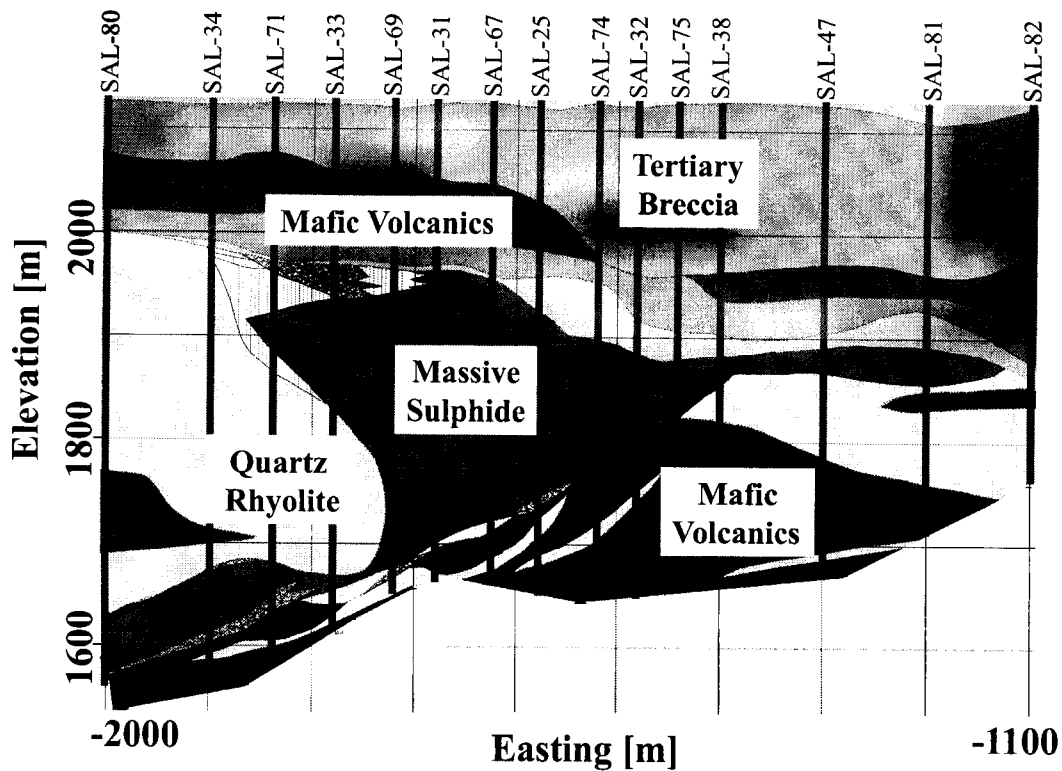 SAL-80
SAL-34
SAL-71
SAL-33
SAL-69
SAL-31
SAL-67
SAL-25
SAL-74
SAL-32
SAL-75
SAL-38
SAL-47
SAL-81
SAL-82
Tertiary
Breccia
Mafic Volcanics
Massive
Sulphide
Quartz
Rhyolite
Mafic
Volcanics
Elevation [m]
2000
1800
1600
-2000
Easting [m]
-1100